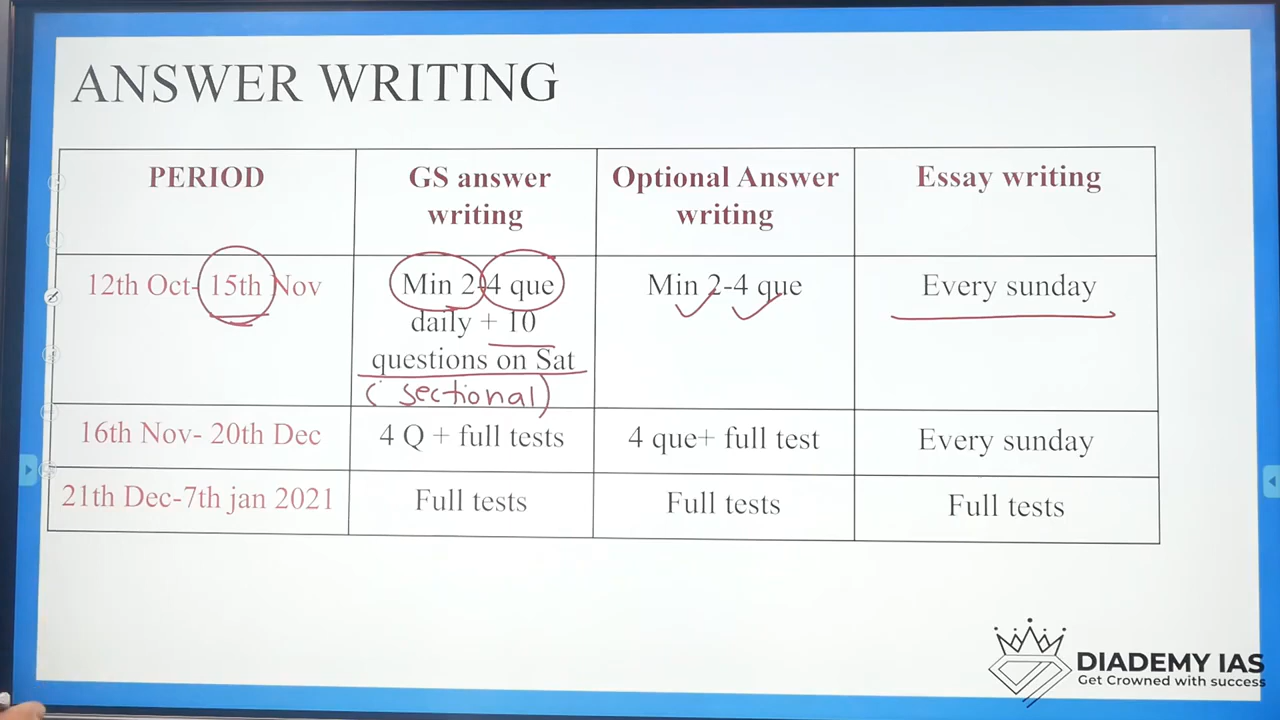 ANSWER WRITING
PERIOD
GS answer
writing
Optional Answer
writing
Essay writing
12th Oct- 15th Nov
Min 2-4 que
daily + 10
questions on Sat
(sectional)
Min 2-4 que
Every sunday
16th Nov- 20th Dec
4 Q + full tests
4 que+ full test
Every sunday
21th Dec-7th jan 2021
Full tests
Full tests
Full tests
DIADEMY IAS
Get Crowned with success